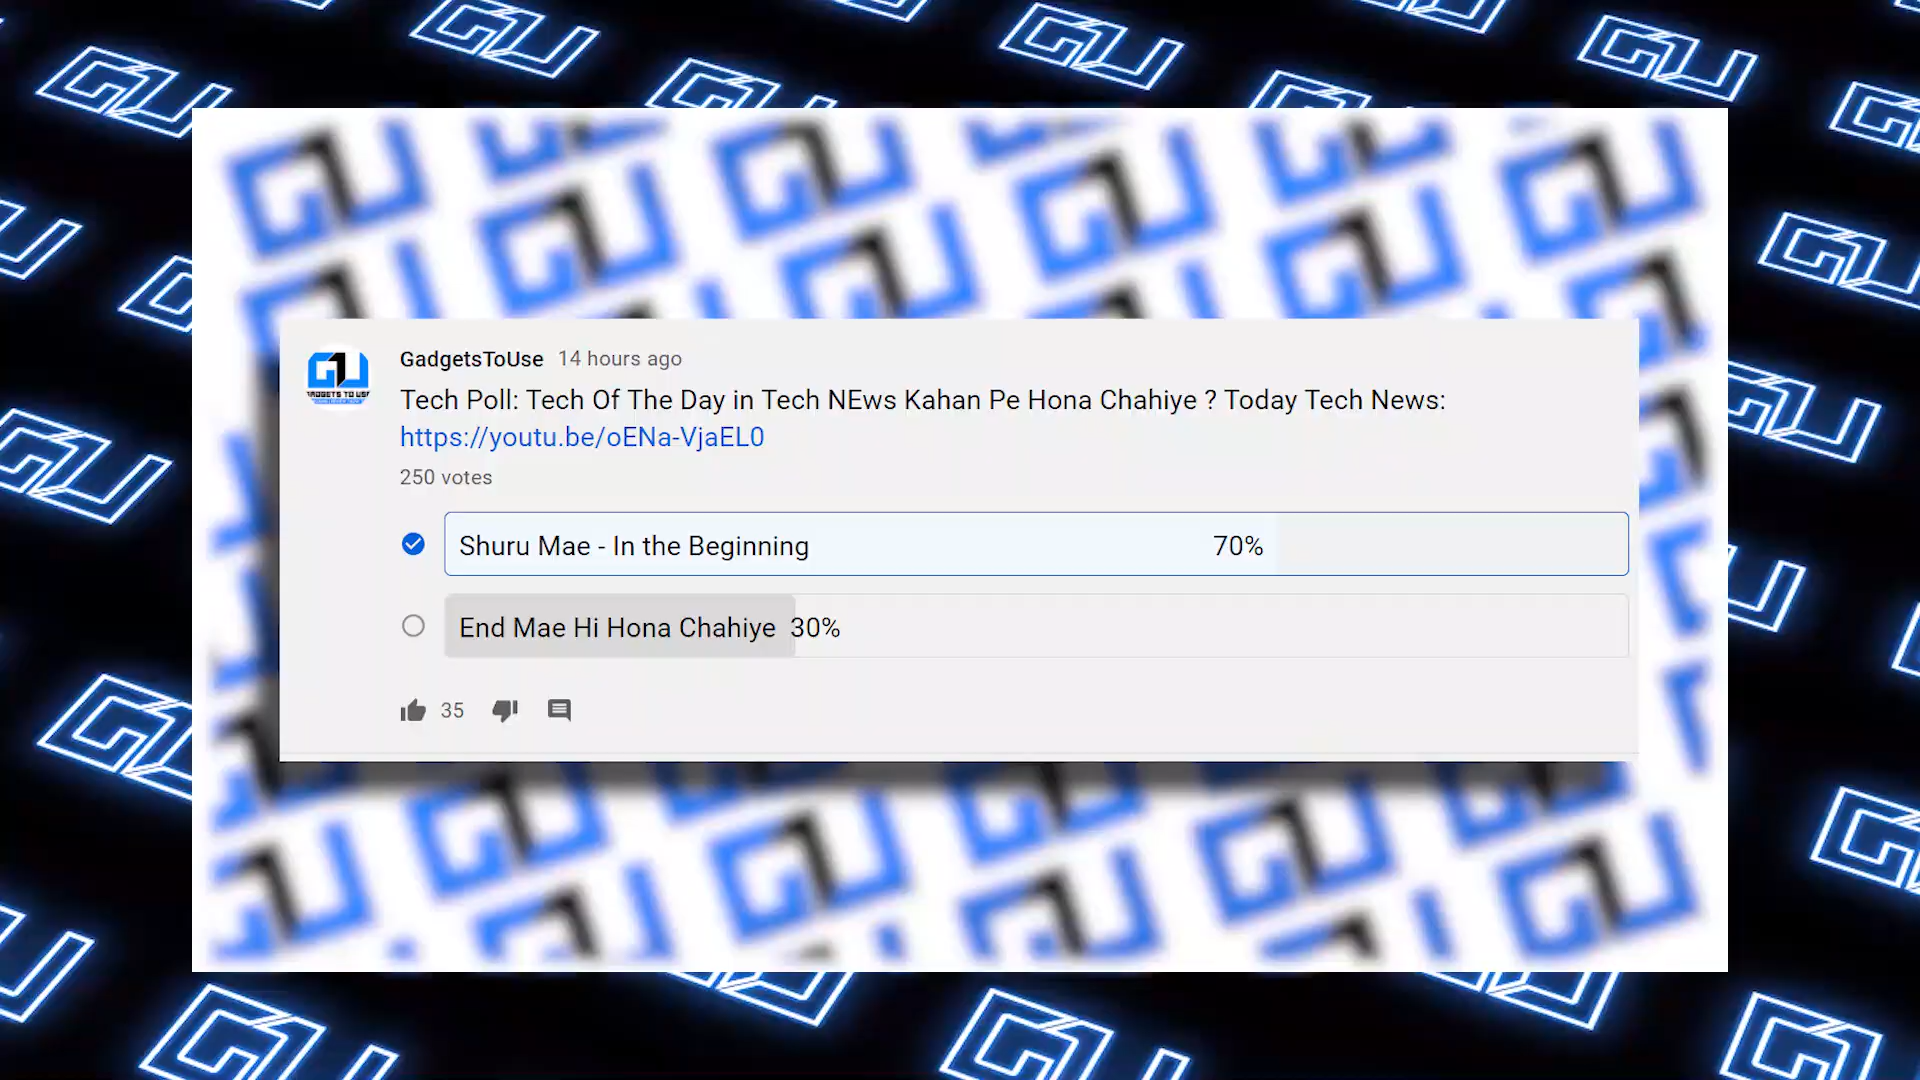 GadgetsToUse 14 hours ago
Tech Poll: Tech Of The Day in Tech NEws Kahan Pe Hona Chahiye ? Today Tech News:
https://youtu.be/oENa-VjaEL0
250 votes
Shuru Mae - In the Beginning 70%
End Mae Hi Hona Chahiye 30%
35